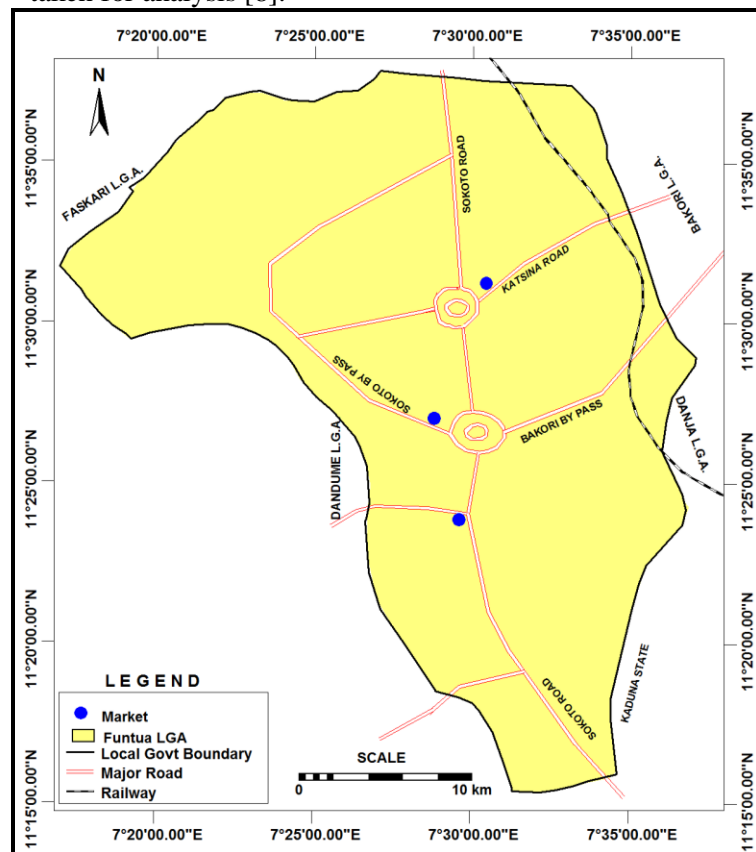 7°20'00.00"E 7°25'00.00"E 7°30'00.00"E 7°35'00.00"E
N
11°35'00.00"N
11°30'00.00"N
11°25'00.00"N
11°20'00.00"N
11°15'00.00"N
FASKARI L.G.A.
SOKOTO ROAD
BAKORI L.G.A.
KATSINA ROAD
SOKOTO BY PASS
BAKORI BY PASS
DANDUME L.G.A.
DANJA L.G.A.
KADUNA STATE
SOKOTO ROAD
11°35'00.00"N
11°30'00.00"N
11°25'00.00"N
11°20'00.00"N
11°15'00.00"N
LEGEND
Market
Funtua LGA
Local Govt Boundary
Major Road
Railway
SCALE
0 10 km
7°20'00.00"E 7°25'00.00"E 7°30'00.00"E 7°35'00.00"E